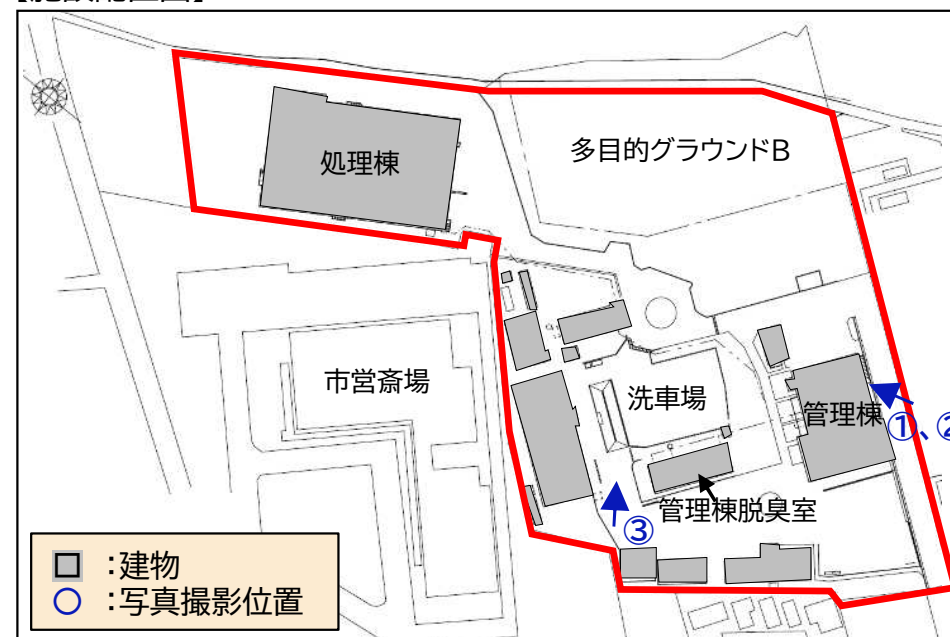 処理棟
多目的グラウンドB
市営斎場
洗車場
管理棟
①、②
管理棟脱臭室
③
:建物
:写真撮影位置